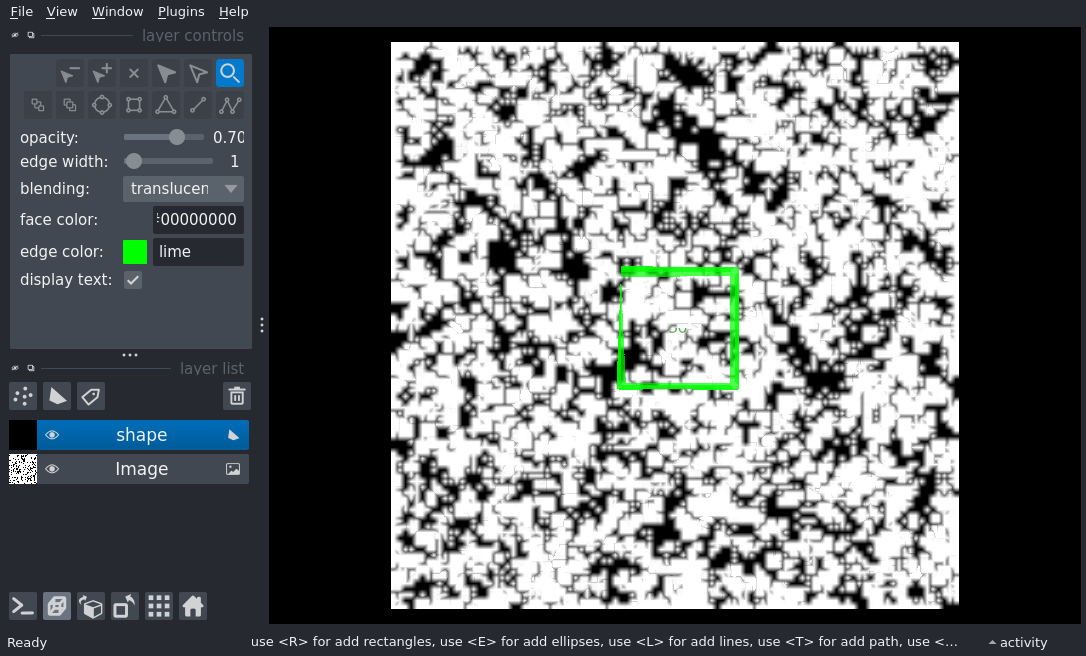 File View Window Plugins Help
layer controls
opacity: 0.70
edge width: 1
blending: translucen
face color: 00000000
edge color: lime
display text:
layer list
shape
Image
Ready use <R> for add rectangles, use <E> for add ellipses, use <L> for add lines, use <T> for add path, use <… activity